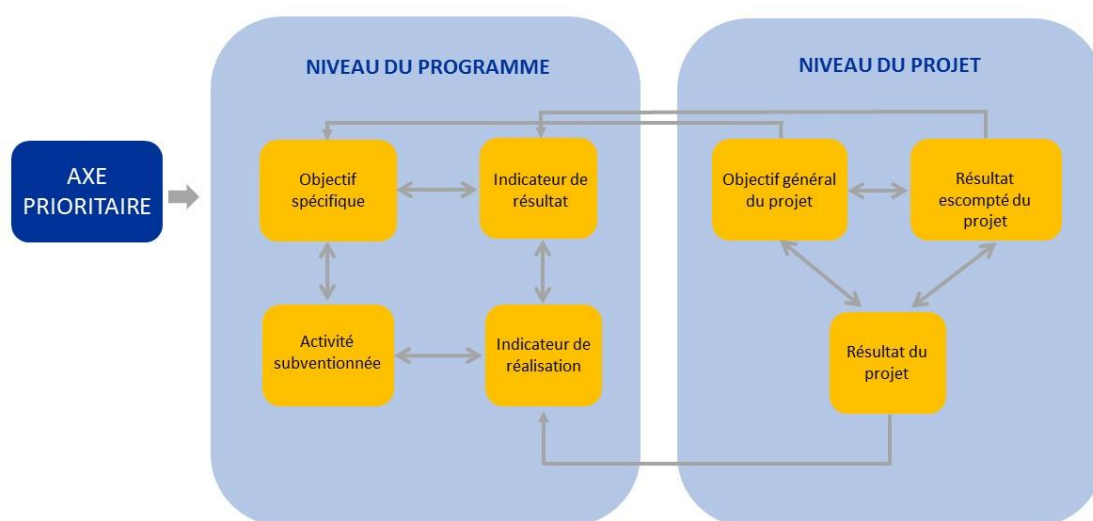 NIVEAU DU PROGRAMME
NIVEAU DU PROJET
AXE
PRIORITAIRE
Objectif
spécifique
Indicateur de
résultat
Objectif général
du projet
Résultat
escompté du
projet
Activité
subventionnée
Indicateur de
réalisation
Résultat du
projet